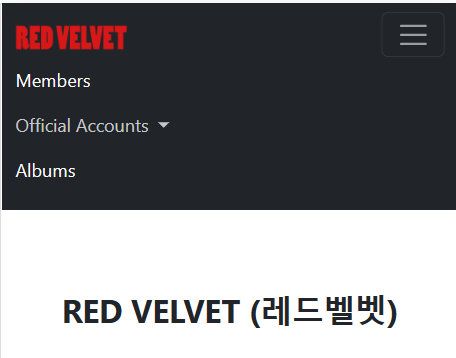 RED VELVET
Members
Official Accounts
Albums
RED VELVET (레드벨벳)